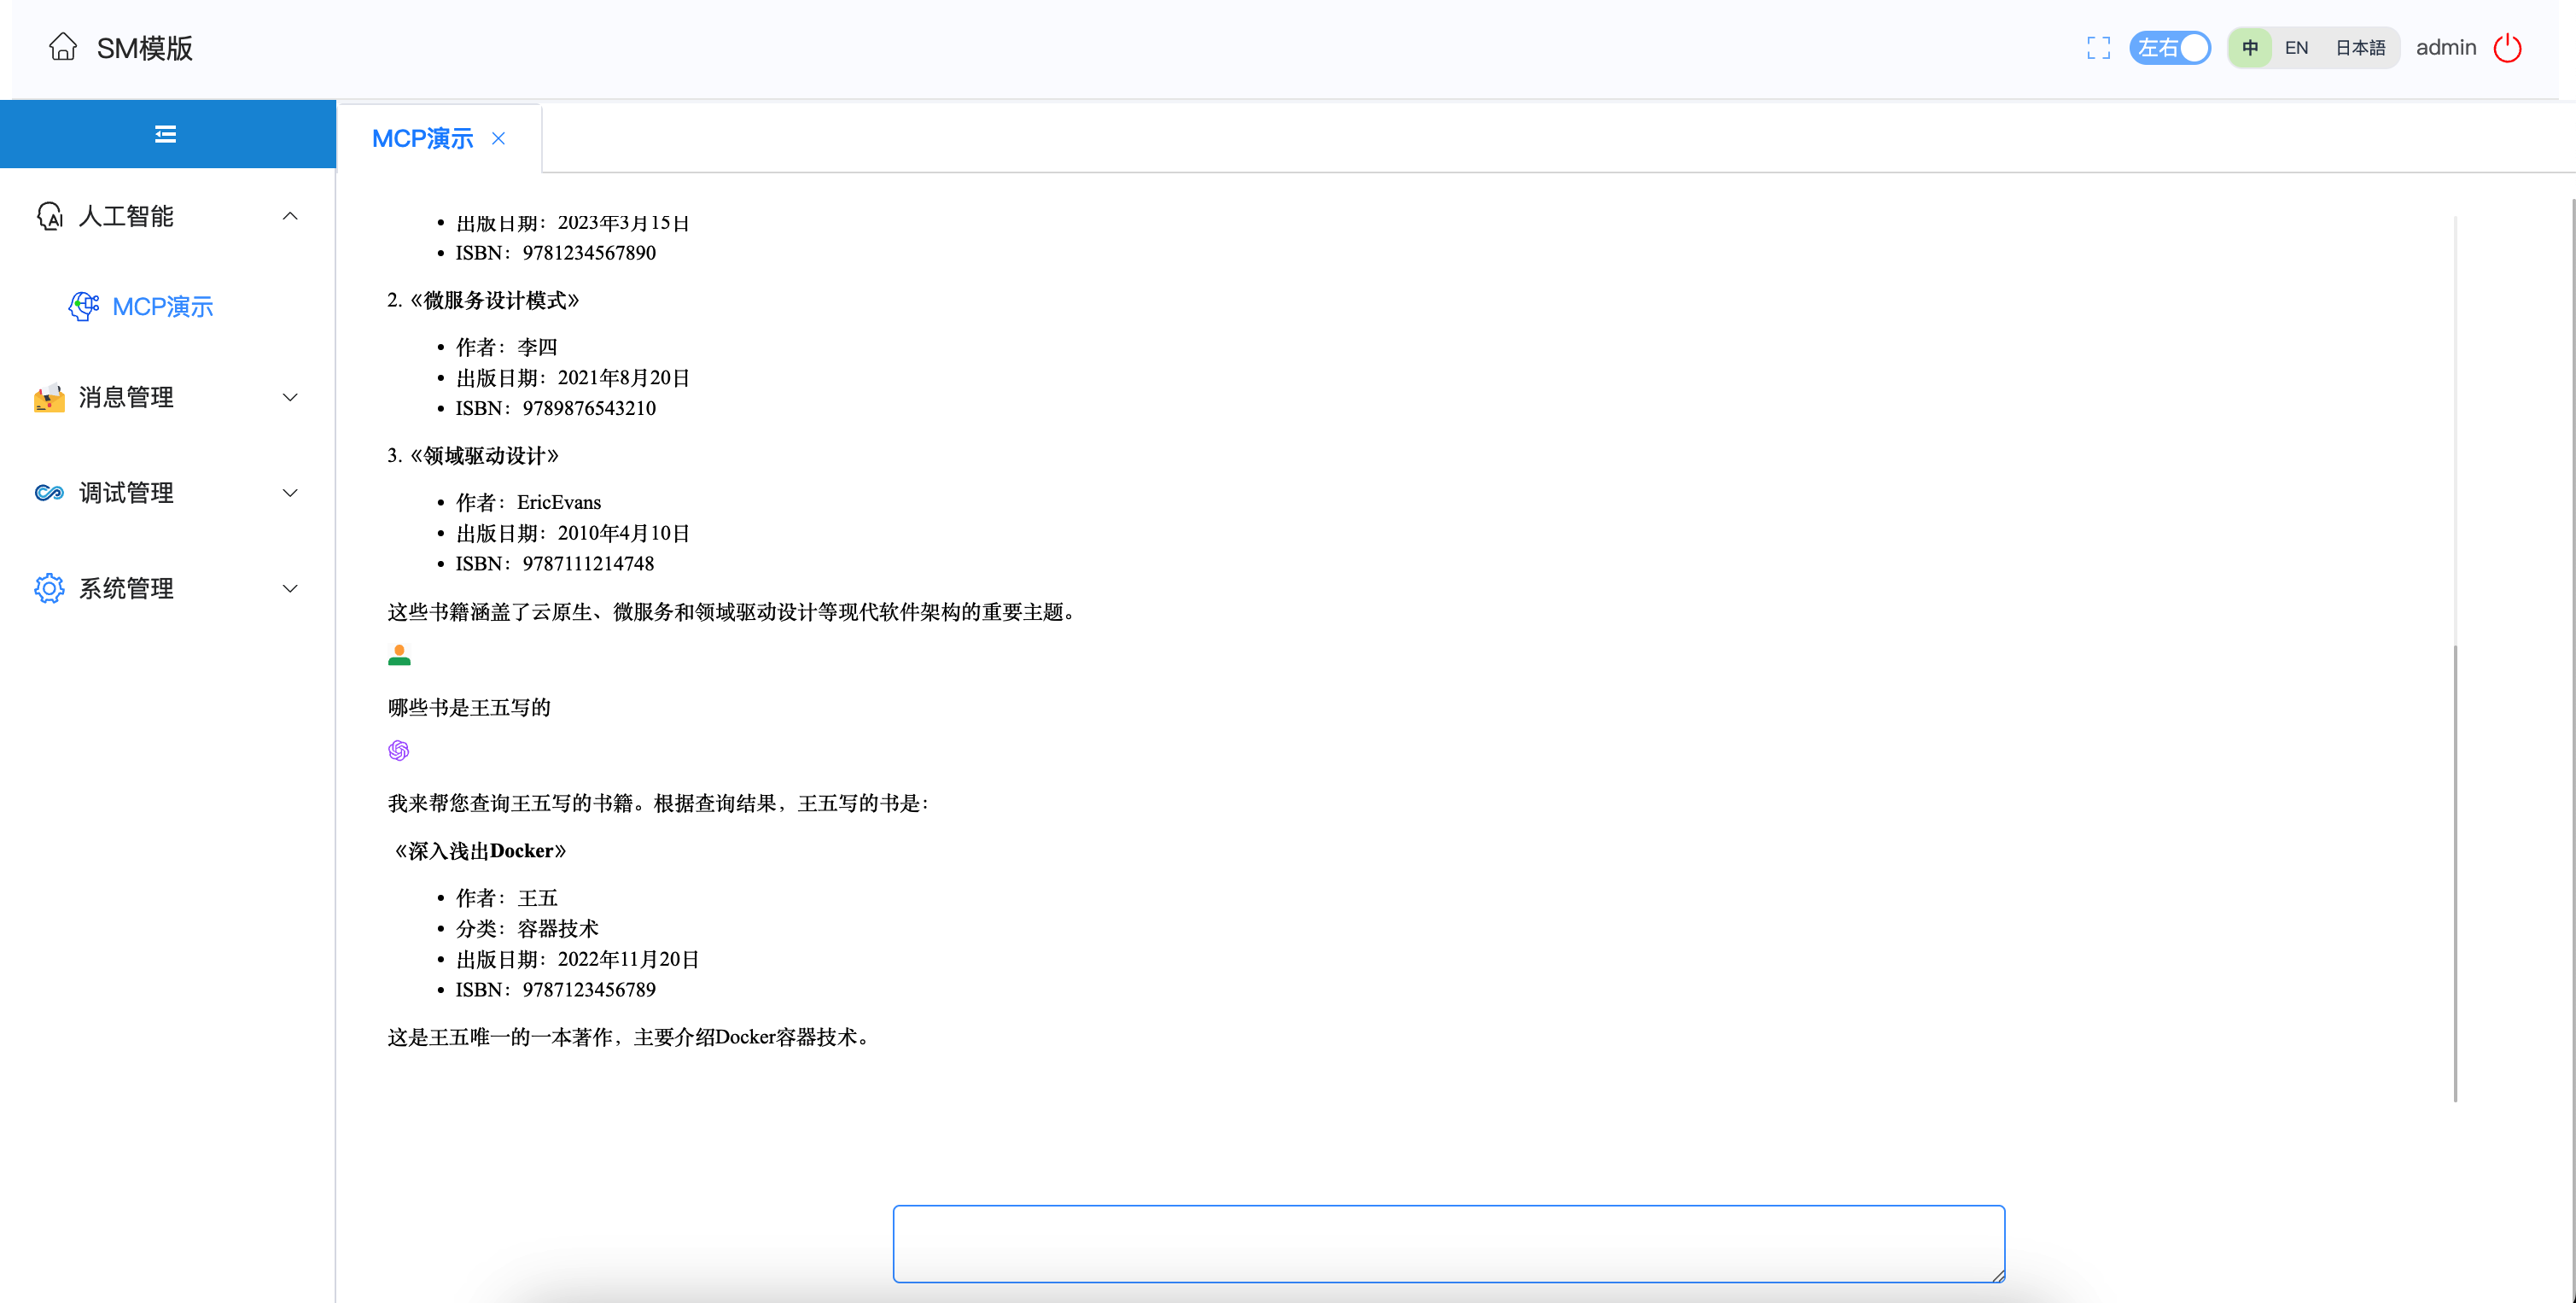 SM模版
左右
中
EN
日本語
admin
MCP演示
人工智能
MCP演示
消息管理
调试管理
系统管理
• 出版日期：2023年3月15日
• ISBN：9781234567890
2.《微服务设计模式》
• 作者：李四
• 出版日期：2021年8月20日
• ISBN：9789876543210
3.《领域驱动设计》
• 作者：EricEvans
• 出版日期：2010年4月10日
• ISBN：9787111214748
这些书籍涵盖了云原生、微服务和领域驱动设计等现代软件架构的重要主题。
哪些书是王五写的
我来帮您查询王五写的书籍。根据查询结果，王五写的书是：
《深入浅出Docker》
• 作者：王五
• 分类：容器技术
• 出版日期：2022年11月20日
• ISBN：9787123456789
这是王五唯一的一本著作，主要介绍Docker容器技术。